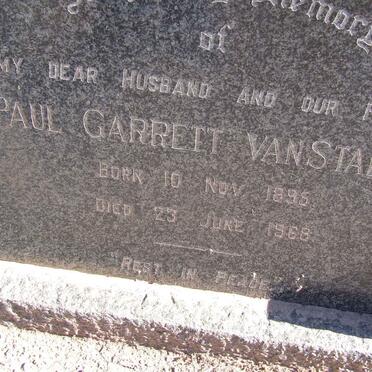 Memory
of
MY DEAR HUSBAND AND OUR F
PAUL GARRETT VANSTA
BORN 10 NOV 1895
DIED 23 JUNE 1968
REST IN PEACE